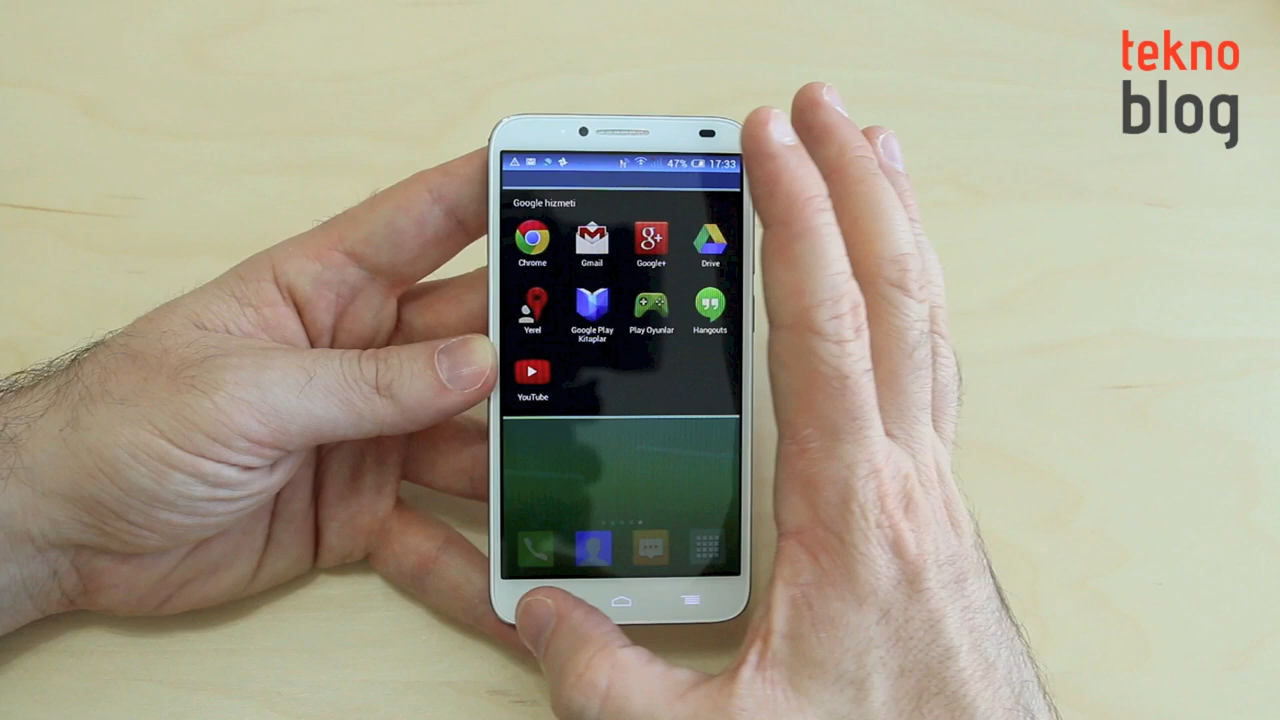 tekno
blog
47% 17:33
Google hizmeti
Chrome
Gmail
Google+
Drive
Yerel
Google Play
Kitaplar
Play Oyunlar
Hangouts
YouTube